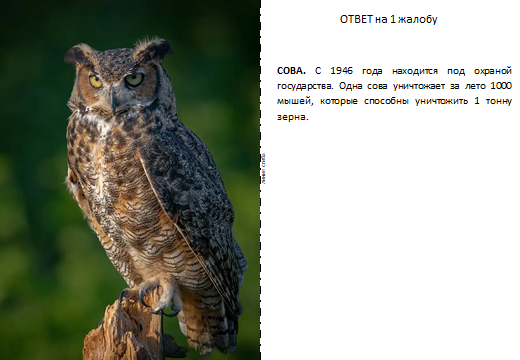 ОТВЕТ на 1 жалобу
СОВА. С 1946 года находится под охраной
государства. Одна сова уничтожает за лето 1000
мышей, которые способны уничтожить 1 тонну
зерна.